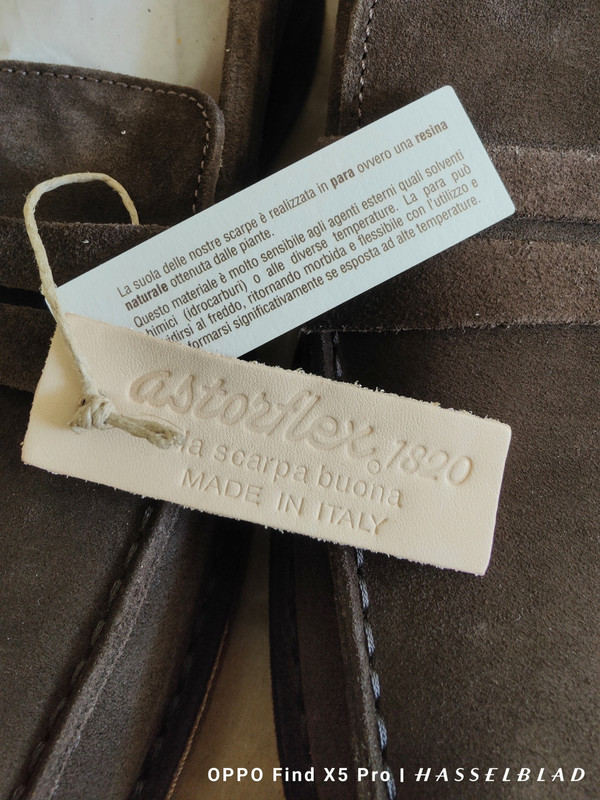 La suola delle nostre scarpe è realizzata in para ovvero una resina
naturale ottenuta dalle piante.
Questo materiale è molto sensibile agli agenti esterni quali solventi
chimici (idrocarburi) o alle diverse temperature. La para può
al freddo, ritornando morbida e flessibile con l'utilizzo e
significativamente se esposta ad alte temperature.
astorflex 1820
la scarpa buona
MADE IN ITALY
OPPO Find X5 Pro | HASSELBLAD